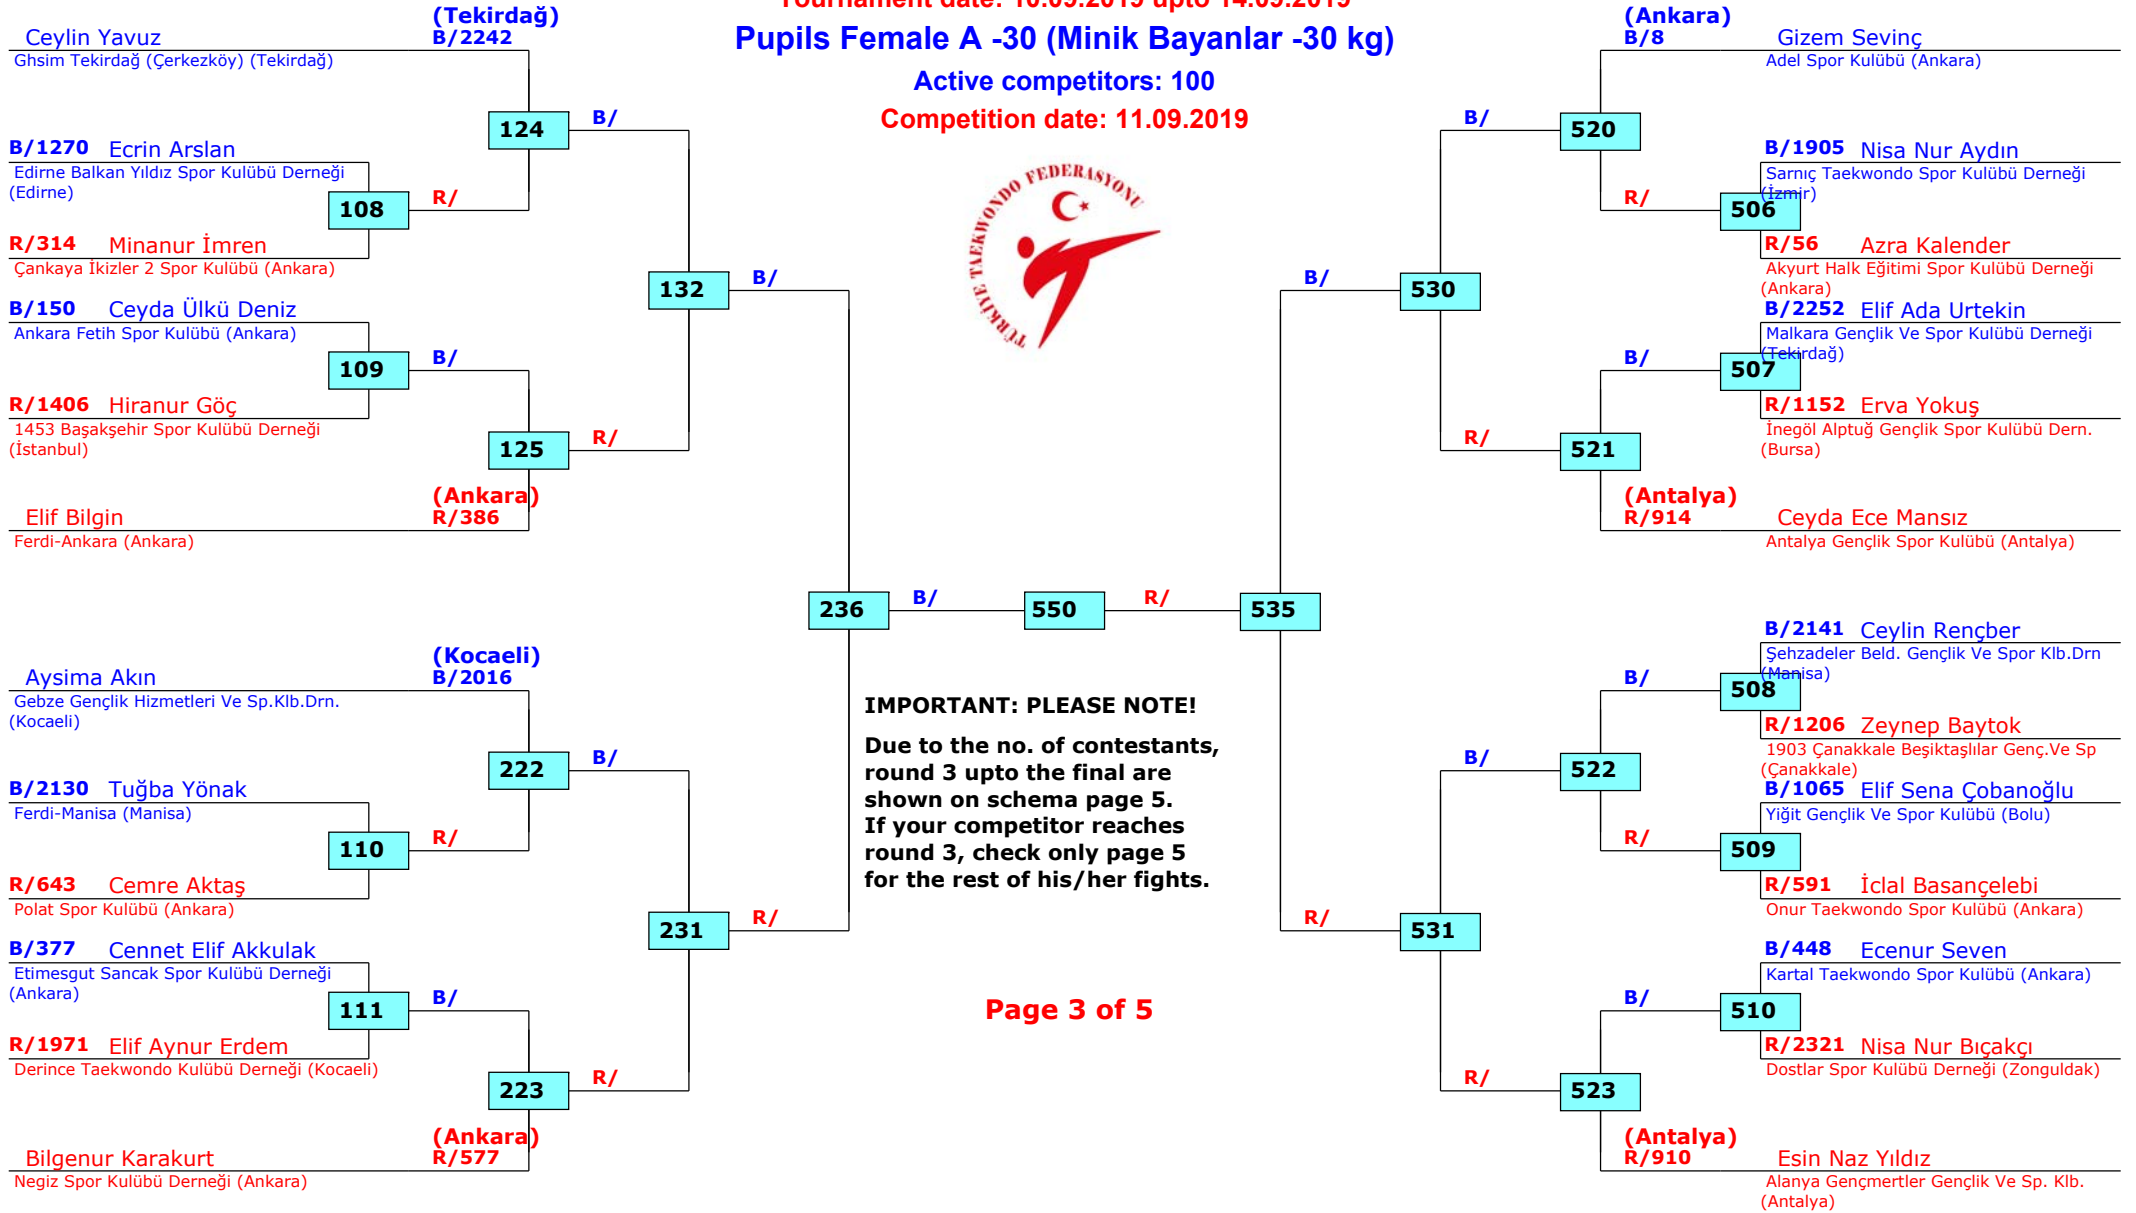 Tournament date: 10.09.2019 upto 14.09.2019
Pupils Female A -30 (Minik Bayanlar -30 kg)
Active competitors: 100
Competition date: 11.09.2019
TÜRKİYE TAEKWONDO FEDERASYONU
(Tekirdağ)
Ceylin Yavuz B/2242
Ghsim Tekirdağ (Çerkezköy) (Tekirdağ)
124 B/
B/1270 Ecrin Arslan
Edirne Balkan Yıldız Spor Kulübü Derneği
(Edirne)
108 R/
R/314 Minanur İmren
Çankaya İkizler 2 Spor Kulübü (Ankara)
132 B/
B/150 Ceyda Ülkü Deniz
Ankara Fetih Spor Kulübü (Ankara)
109 B/
R/1406 Hiranur Göç
1453 Başakşehir Spor Kulübü Derneği
(İstanbul)
125 R/
(Ankara)
Elif Bilgin R/386
Ferdi-Ankara (Ankara)
236 B/ 550 R/ 535
(Kocaeli)
Aysima Akın B/2016
Gebze Gençlik Hizmetleri Ve Sp.Klb.Drn.
(Kocaeli)
222 B/
B/2130 Tuğba Yönak
Ferdi-Manisa (Manisa)
110 R/
R/643 Cemre Aktaş
Polat Spor Kulübü (Ankara)
231 R/
B/377 Cennet Elif Akkulak
Etimesgut Sancak Spor Kulübü Derneği
(Ankara)
111 B/
R/1971 Elif Aynur Erdem
Derince Taekwondo Kulübü Derneği (Kocaeli)
223 R/
(Ankara)
Bilgenur Karakurt R/577
Negiz Spor Kulübü Derneği (Ankara)
IMPORTANT: PLEASE NOTE!
Due to the no. of contestants,
round 3 upto the final are
shown on schema page 5.
If your competitor reaches
round 3, check only page 5
for the rest of his/her fights.
Page 3 of 5
(Ankara)
B/8 Gizem Sevinç
Adel Spor Kulübü (Ankara)
B/ 520
B/1905 Nisa Nur Aydın
Sarnıç Taekwondo Spor Kulübü Derneği
(İzmir)
R/ 506
R/56 Azra Kalender
Akyurt Halk Eğitimi Spor Kulübü Derneği
(Ankara)
B/ 530
B/2252 Elif Ada Urtekin
Malkara Gençlik Ve Spor Kulübü Derneği
(Tekirdağ)
B/ 507
R/1152 Erva Yokuş
İnegöl Alptuğ Gençlik Spor Kulübü Dern.
(Bursa)
R/ 521
(Antalya)
R/914 Ceyda Ece Mansız
Antalya Gençlik Spor Kulübü (Antalya)
B/2141 Ceylin Rençber
Şehzadeler Beld. Gençlik Ve Spor Klb.Drn
(Manisa)
B/ 508
R/1206 Zeynep Baytok
1903 Çanakkale Beşiktaşlılar Genç.Ve Sp
(Çanakkale)
B/ 522
B/1065 Elif Sena Çobanoğlu
Yiğit Gençlik Ve Spor Kulübü (Bolu)
R/ 509
R/591 İclal Basançelebi
Onur Taekwondo Spor Kulübü (Ankara)
R/ 531
B/448 Ecenur Seven
Kartal Taekwondo Spor Kulübü (Ankara)
B/ 510
R/2321 Nisa Nur Bıçakçı
Dostlar Spor Kulübü Derneği (Zonguldak)
R/ 523
(Antalya)
R/910 Esin Naz Yıldız
Alanya Gençmertler Gençlik Ve Sp. Klb.
(Antalya)